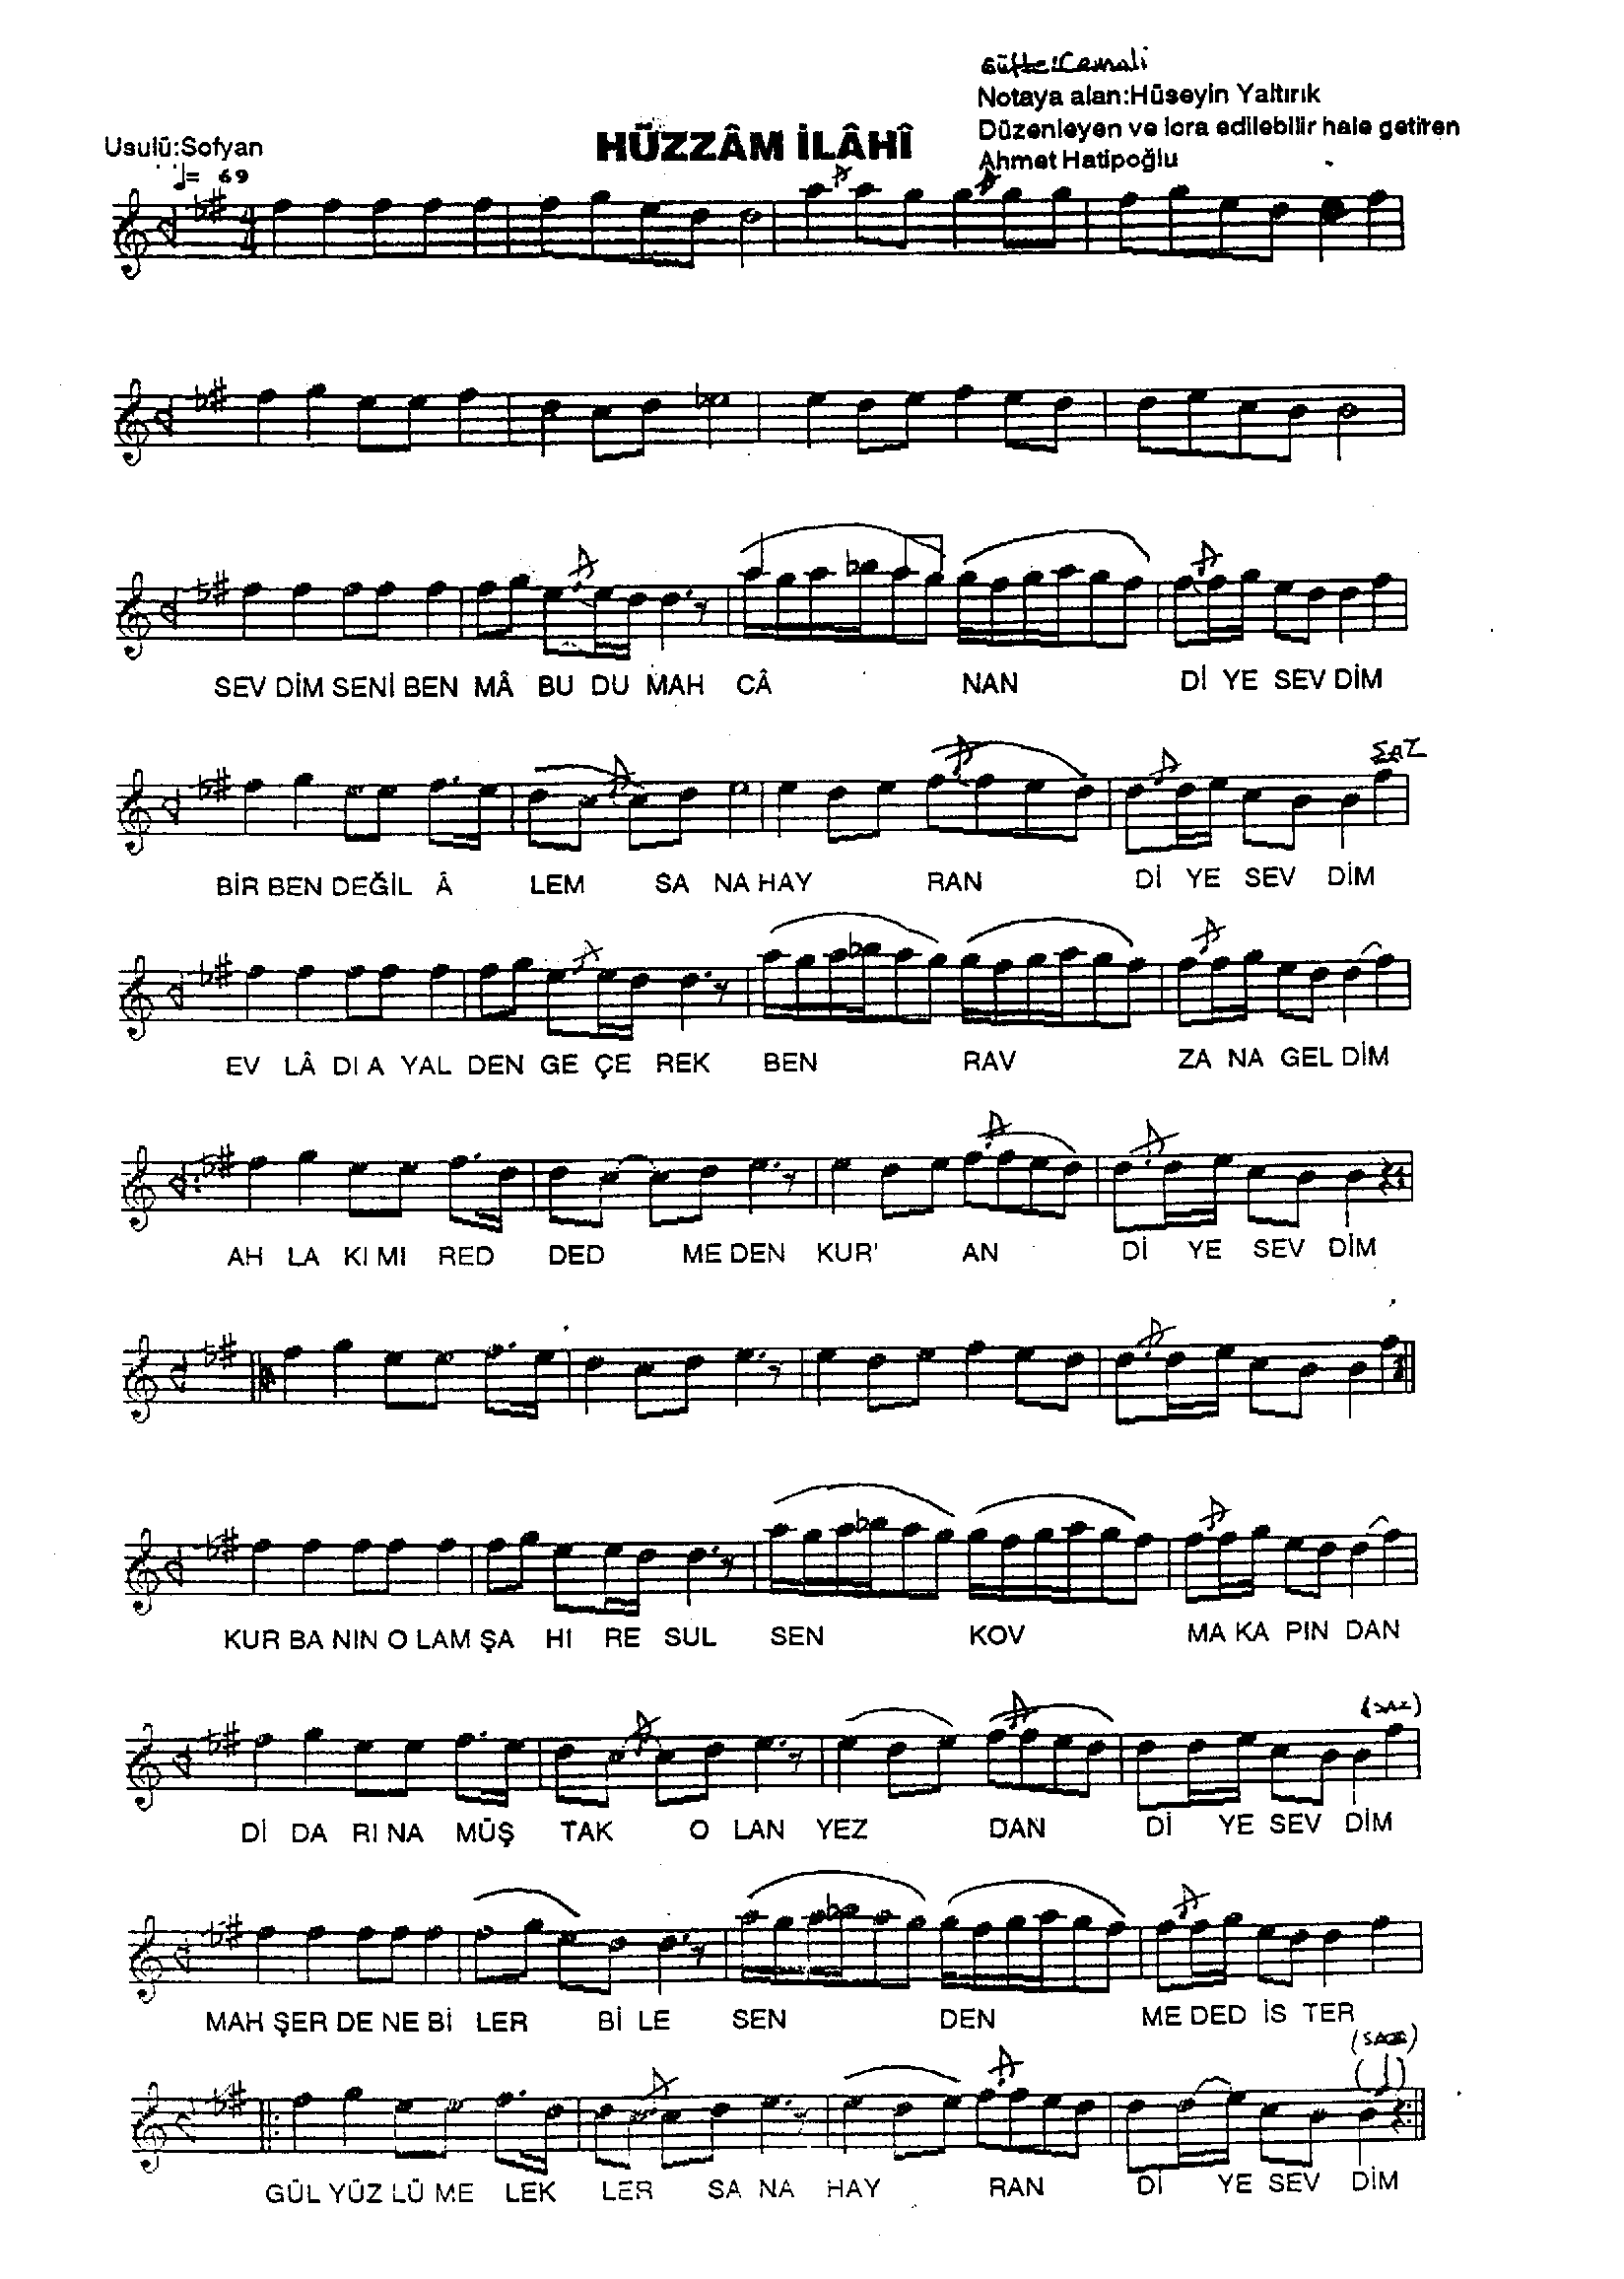 Güfte: Cemali
Notaya alan:Hüseyin Yaltırık
Usulü:Sofyan
HÜZZÂM İLÂHÎ
Düzenleyen ve icra edilebilir hale getiren
Ahmet Hatipoğlu
♩= 69
SEV DİM SENİ BEN MÂ BU DU MAH CÂ NAN Dİ YE SEV DİM
SAZ
BİR BEN DEĞİL Â LEM SA NA HAY RAN Dİ YE SEV DİM
EV LÂ DI A YAL DEN GE ÇE REK BEN RAV ZA NA GEL DİM
AH LA KI MI RED DED ME DEN KUR' AN Dİ YE SEV DİM
KUR BA NIN O LAM ŞA HI RE SUL SEN KOV MA KA PIN DAN
(SAZ)
Dİ DA RI NA MÜŞ TAK O LAN YEZ DAN Dİ YE SEV DİM
MAH ŞER DE NE Bİ LER Bİ LE SEN DEN ME DED İS TER
GÜL YÜZ LÜ ME LEK LER SA NA HAY RAN Dİ YE SEV DİM